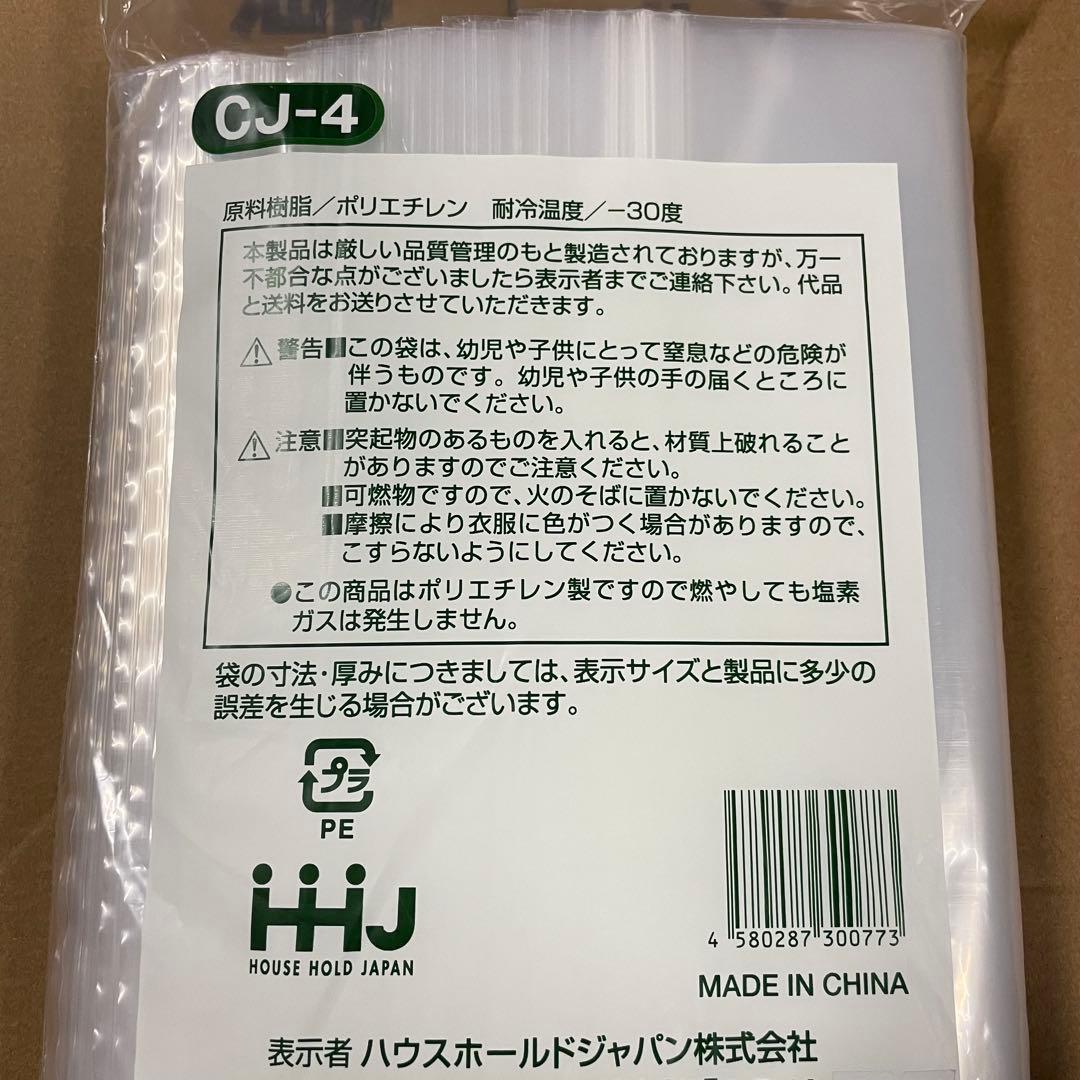 CJ-4
原料樹脂／ポリエチレン 耐冷温度／−30度
本製品は厳しい品質管理のもと製造されておりますが、万一
不都合な点がございましたら表示者までご連絡下さい。代品
と送料をお送りさせていただきます。
⚠警告■この袋は、幼児や子供にとって窒息などの危険が
伴うものです。幼児や子供の手の届くところに
置かないでください。
⚠注意■突起物のあるものを入れると、材質上破れること
がありますのでご注意ください。
■可燃物ですので、火のそばに置かないでください。
■摩擦により衣服に色がつく場合がありますので、
こすらないようにしてください。
●この商品はポリエチレン製ですので燃やしても塩素
ガスは発生しません。
袋の寸法・厚みにつきましては、表示サイズと製品に多少の
誤差を生じる場合がございます。
プラ
PE
HHJ
HOUSE HOLD JAPAN
4 580287 300773
MADE IN CHINA
表示者 ハウスホールドジャパン株式会社